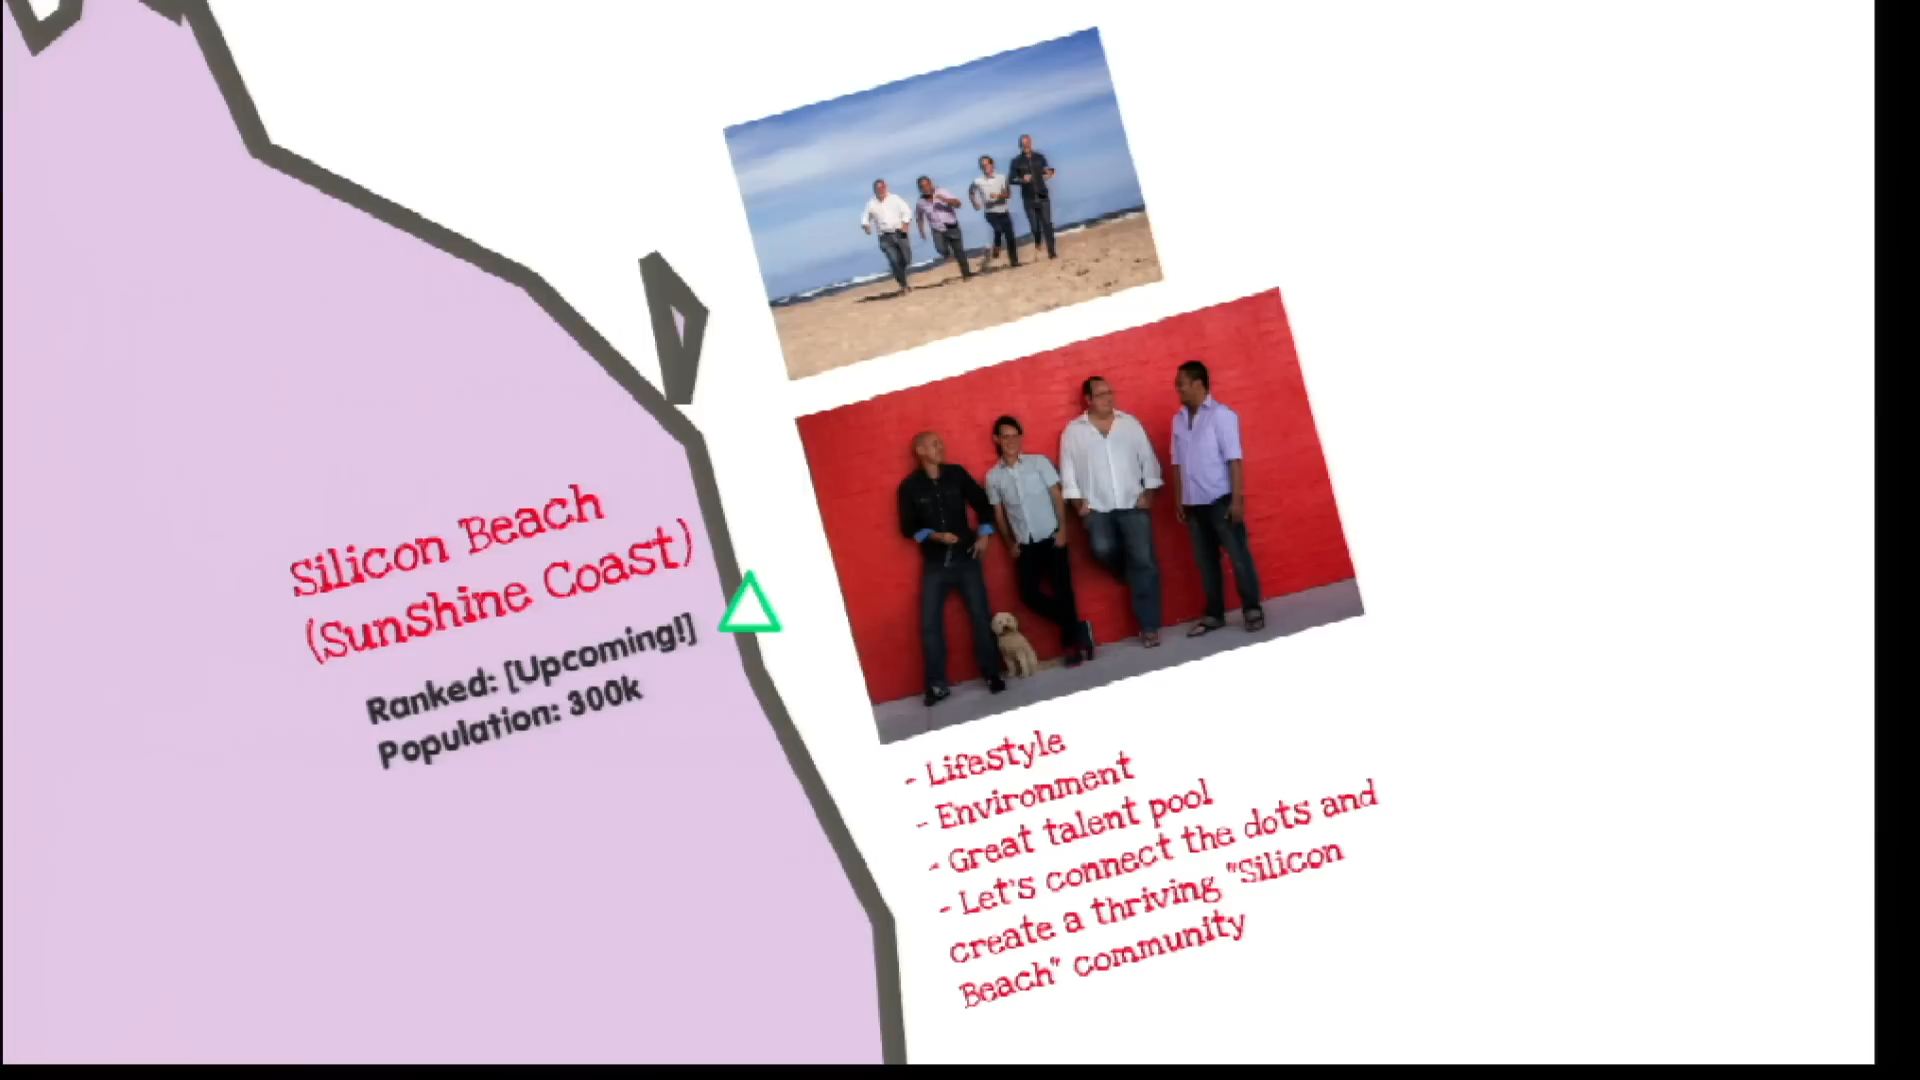 Silicon Beach
(Sunshine Coast)
Ranked: [Upcoming!]
Population: 300k
- Lifestyle
- Environment
- Great talent pool
- Let's connect the dots and
create a thriving "Silicon
Beach" community